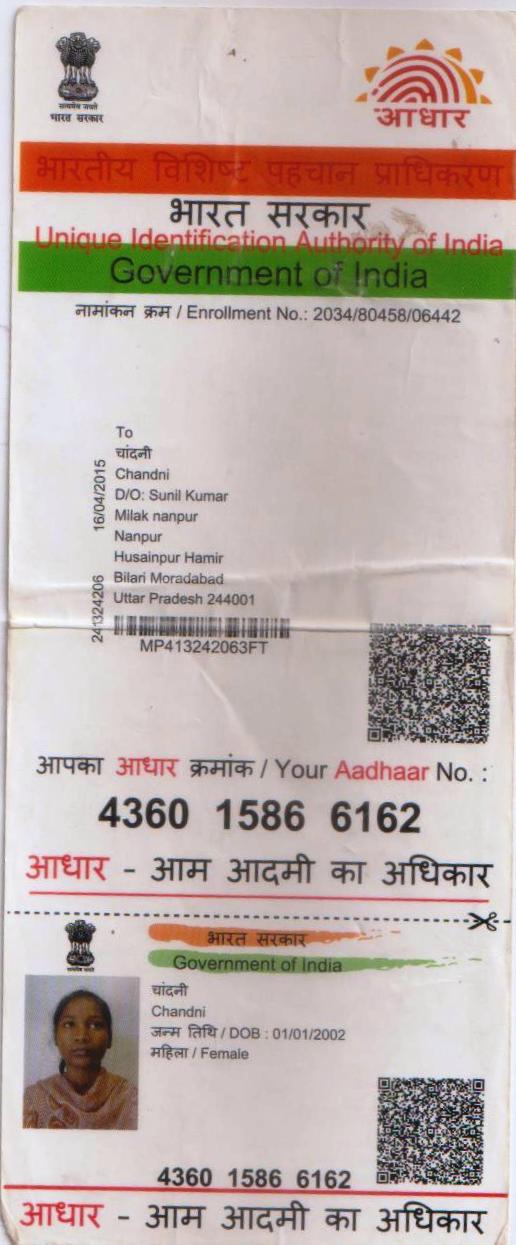 सत्यमेव जयते
भारत सरकार
आधार
भारतीय विशिष्ट पहचान प्राधिकरण
भारत सरकार
Unique Identification Authority of India
Government of India
नामांकन क्रम / Enrollment No.: 2034/80458/06442
To
चांदनी
Chandni
D/O: Sunil Kumar
Milak nanpur
Nanpur
Husainpur Hamir
Bilari Moradabad
Uttar Pradesh 244001
241324206 16/04/2015
MP413242063FT
आपका आधार क्रमांक / Your Aadhaar No. :
4360 1586 6162
आधार - आम आदमी का अधिकार
भारत सरकार
Government of India
चांदनी
Chandni
जन्म तिथि / DOB : 01/01/2002
महिला / Female
4360 1586 6162
आधार - आम आदमी का अधिकार